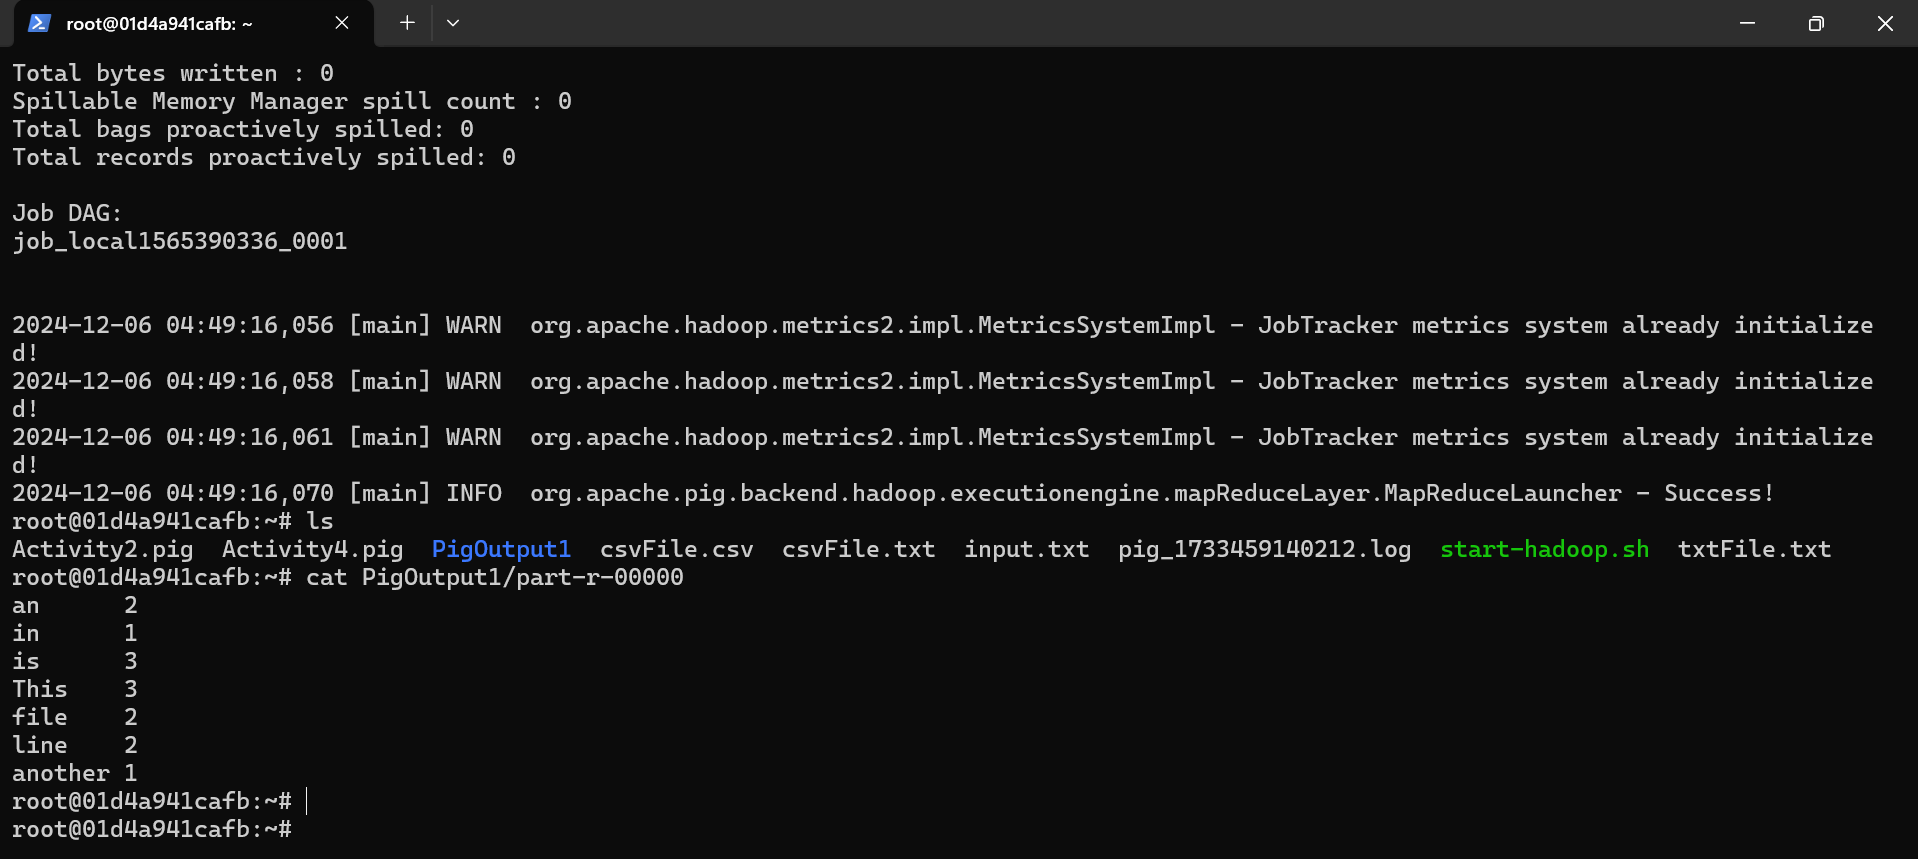 root@01d4a941cafb: ~
Total bytes written : 0
Spillable Memory Manager spill count : 0
Total bags proactively spilled: 0
Total records proactively spilled: 0
Job DAG:
job_local1565390336_0001
2024-12-06 04:49:16,056 [main] WARN  org.apache.hadoop.metrics2.impl.MetricsSystemImpl - JobTracker metrics system already initialize
d!
2024-12-06 04:49:16,058 [main] WARN  org.apache.hadoop.metrics2.impl.MetricsSystemImpl - JobTracker metrics system already initialize
d!
2024-12-06 04:49:16,061 [main] WARN  org.apache.hadoop.metrics2.impl.MetricsSystemImpl - JobTracker metrics system already initialize
d!
2024-12-06 04:49:16,070 [main] INFO  org.apache.pig.backend.hadoop.executionengine.mapReduceLayer.MapReduceLauncher - Success!
root@01d4a941cafb:~# ls
Activity2.pig  Activity4.pig  PigOutput1  csvFile.csv  csvFile.txt  input.txt  pig_1733459140212.log  start-hadoop.sh  txtFile.txt
root@01d4a941cafb:~# cat PigOutput1/part-r-00000
an      2
in      1
is      3
This    3
file    2
line    2
another 1
root@01d4a941cafb:~#
root@01d4a941cafb:~#